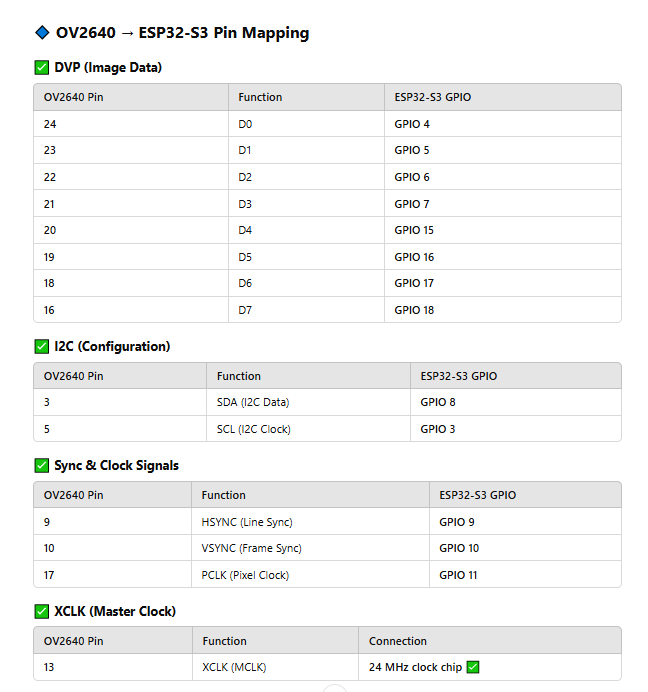 🔷 OV2640 → ESP32-S3 Pin Mapping
✅ DVP (Image Data)
OV2640 Pin Function ESP32-S3 GPIO
24 D0 GPIO 4
23 D1 GPIO 5
22 D2 GPIO 6
21 D3 GPIO 7
20 D4 GPIO 15
19 D5 GPIO 16
18 D6 GPIO 17
16 D7 GPIO 18
✅ I2C (Configuration)
OV2640 Pin Function ESP32-S3 GPIO
3 SDA (I2C Data) GPIO 8
5 SCL (I2C Clock) GPIO 3
✅ Sync & Clock Signals
OV2640 Pin Function ESP32-S3 GPIO
9 HSYNC (Line Sync) GPIO 9
10 VSYNC (Frame Sync) GPIO 10
17 PCLK (Pixel Clock) GPIO 11
✅ XCLK (Master Clock)
OV2640 Pin Function Connection
13 XCLK (MCLK) 24 MHz clock chip ✅